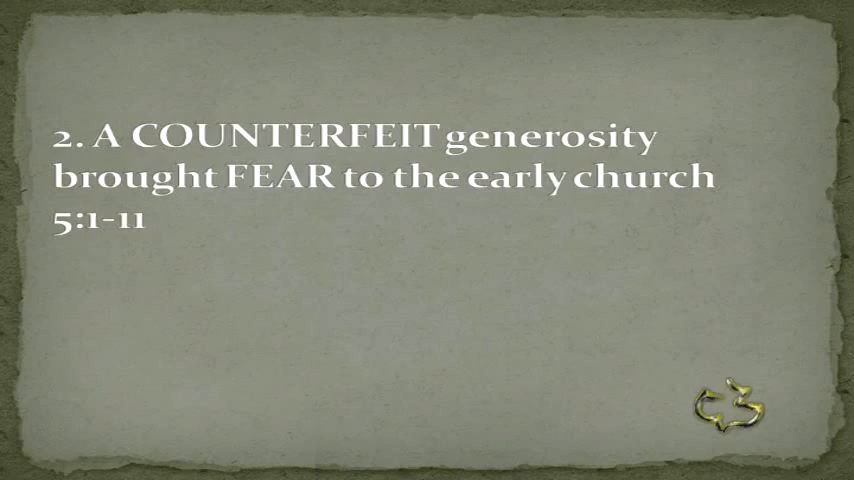 2. A COUNTERFEIT generosity
brought FEAR to the early church
5:1-11